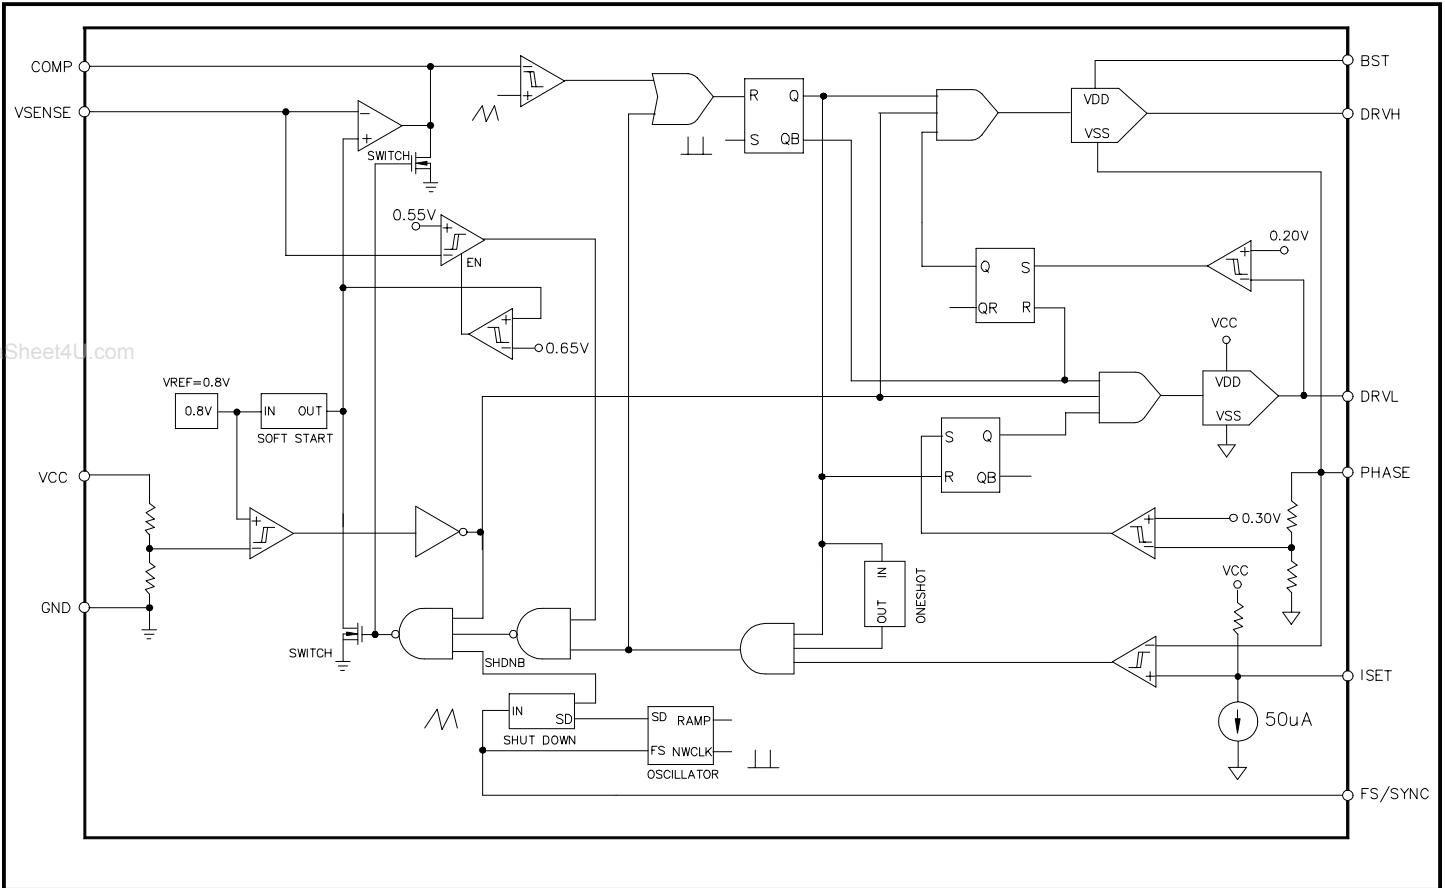 COMP
BST
VDD
R
Q
DRVH
VSENSE
VSS
S
QB
SWITCH
0.55V
EN
0.20V
Q
S
QR
R
VCC
Sheet4U.com
0.65V
VREF=0.8V
VDD
0.8V
IN
OUT
DRVL
VSS
SOFT START
S
Q
VCC
R
QB
PHASE
0.30V
VCC
IN
ONESHOT
OUT
GND
SWITCH
SHDNB
ISET
IN
SD
SD
RAMP
50uA
SHUT DOWN
FS
NWCLK
OSCILLATOR
FS/SYNC